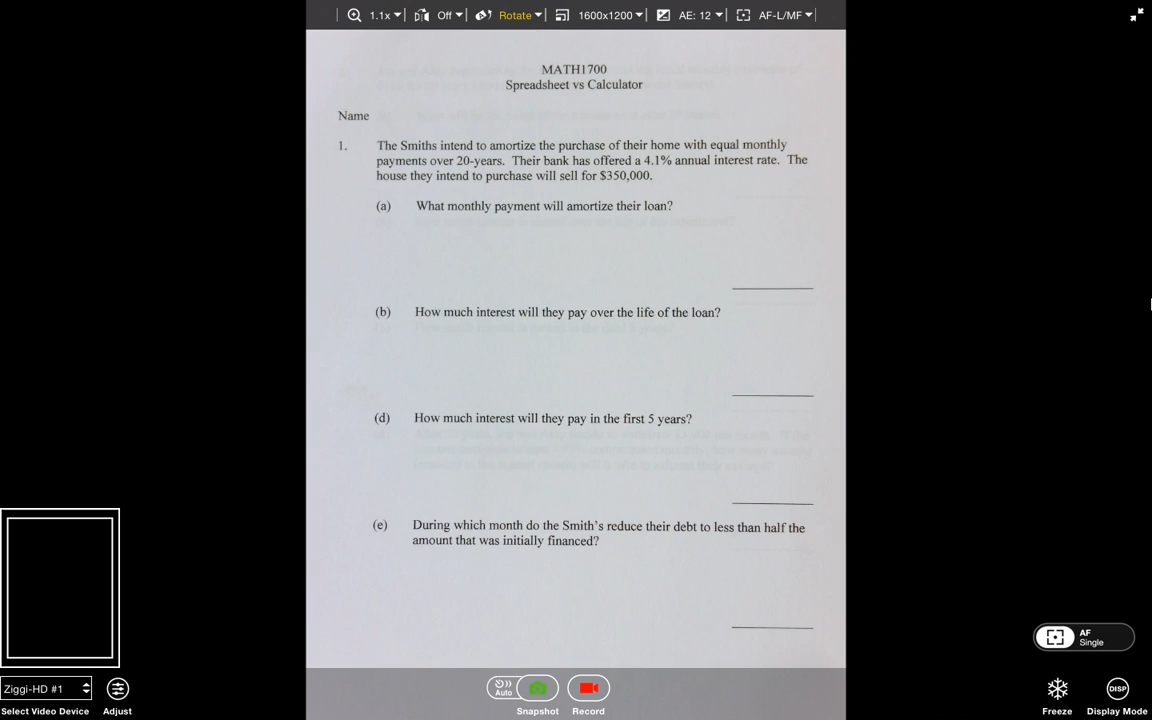 1.1x
Off
Rotate
1600x1200
AE: 12
AF-L/MF
MATH1700
Spreadsheet vs Calculator
Name
1. The Smiths intend to amortize the purchase of their home with equal monthly
payments over 20-years. Their bank has offered a 4.1% annual interest rate. The
house they intend to purchase will sell for $350,000.
(a) What monthly payment will amortize their loan?
(b) How much interest will they pay over the life of the loan?
(d) How much interest will they pay in the first 5 years?
(e) During which month do the Smith's reduce their debt to less than half the
amount that was initially financed?
AF
Single
Ziggi-HD #1
Select Video Device
Adjust
Auto
Snapshot
Record
Freeze
DISP
Display Mode